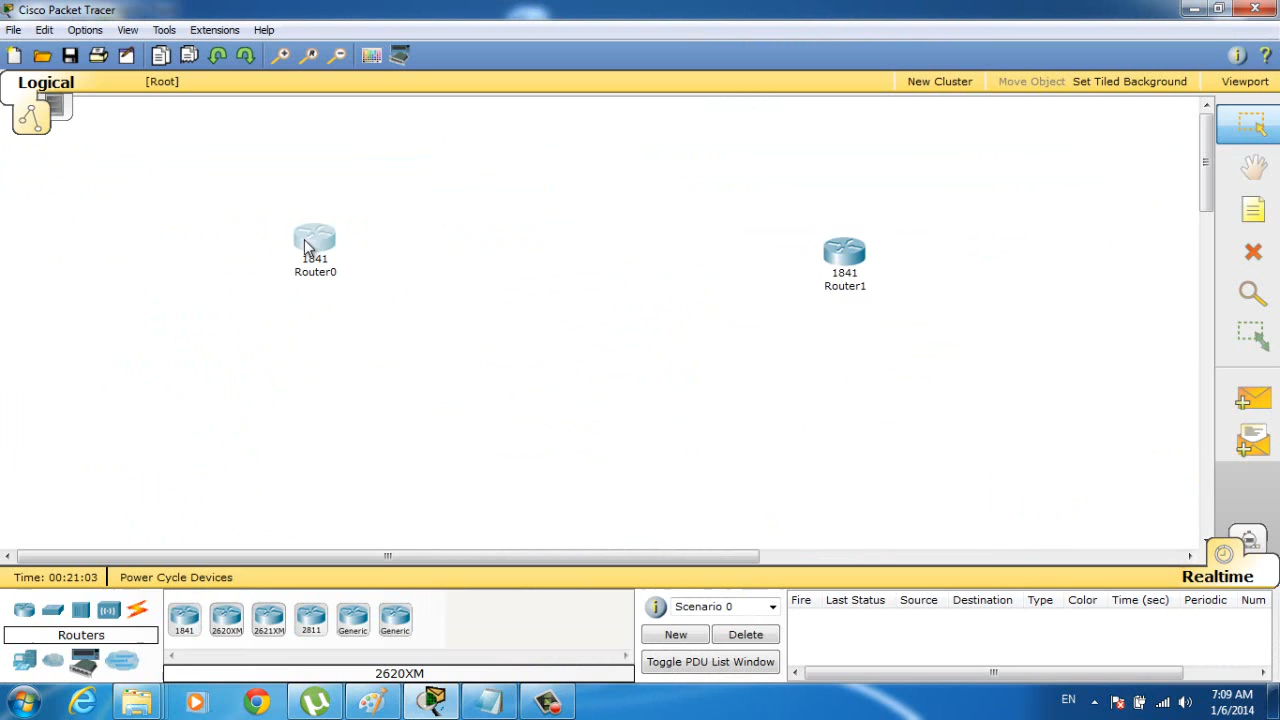 Cisco Packet Tracer
File Edit Options View Tools Extensions Help
Logical [Root] New Cluster Move Object Set Tiled Background Viewport
1841
Router0
1841
Router1
Time: 00:21:03 Power Cycle Devices Realtime
Routers
1841 2620XM 2621XM 2811 Generic Generic
2620XM
Scenario 0
New Delete
Toggle PDU List Window
Fire Last Status Source Destination Type Color Time (sec) Periodic Num
EN
7:09 AM
1/6/2014